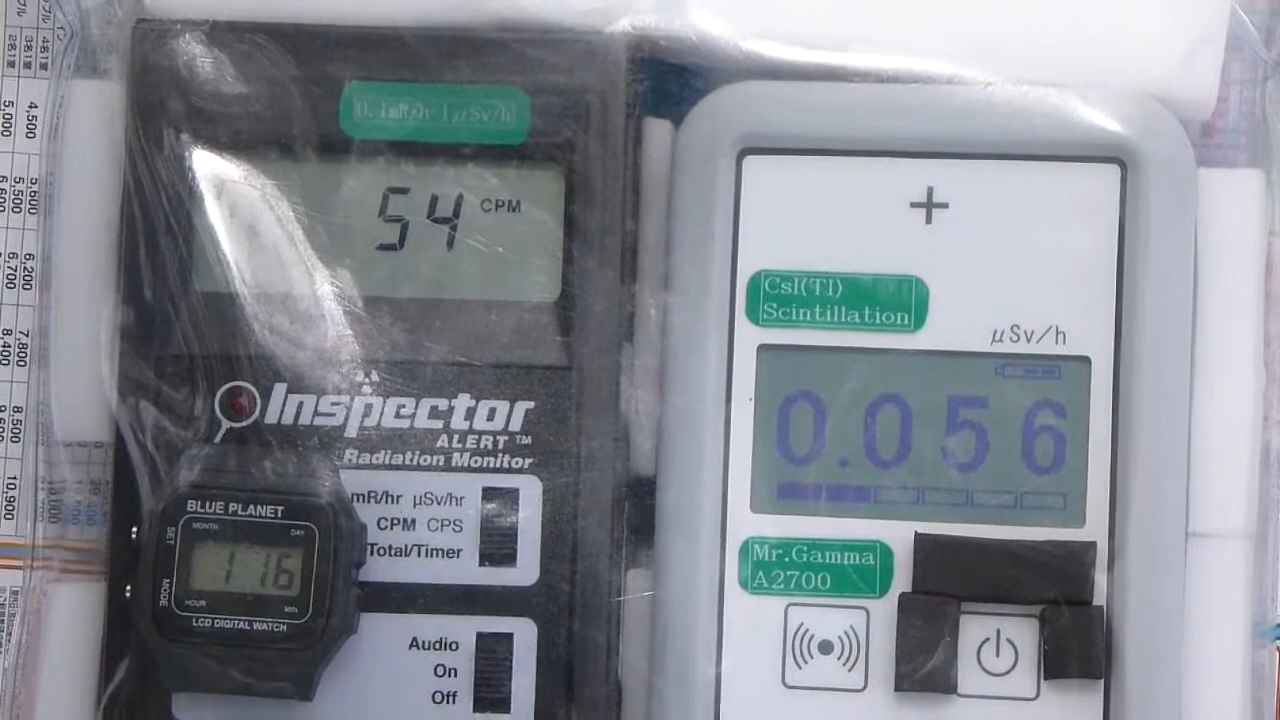 0.1mR/hr 1μSv/h
54 CPM
Inspector
ALERT™
Radiation Monitor
mR/hr μSv/hr
CPM CPS
Total/Timer
Audio
On
Off
BLUE PLANET
MONTH DAY
SET
MODE
1 16
HOUR MIN
LCD DIGITAL WATCH
+
CsI(TI)
Scintillation
μSv/h
0.056
Mr.Gamma
A2700
4,500
5,000
5,600
5,500
6,200
6,700
7,800
8,400
8,500
10,900